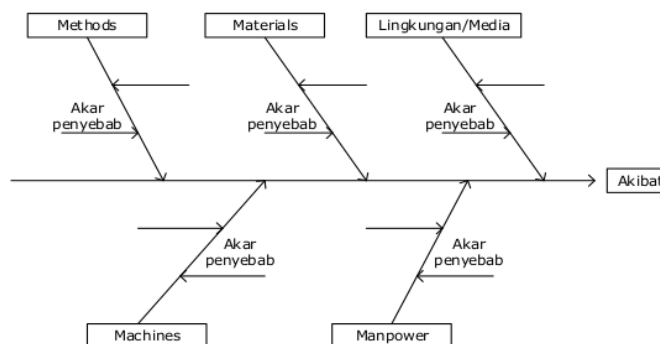 Methods
Materials
Lingkungan/Media
Akar
penyebab
Akar
penyebab
Akar
penyebab
Akibat
Akar
penyebab
Akar
penyebab
Machines
Manpower